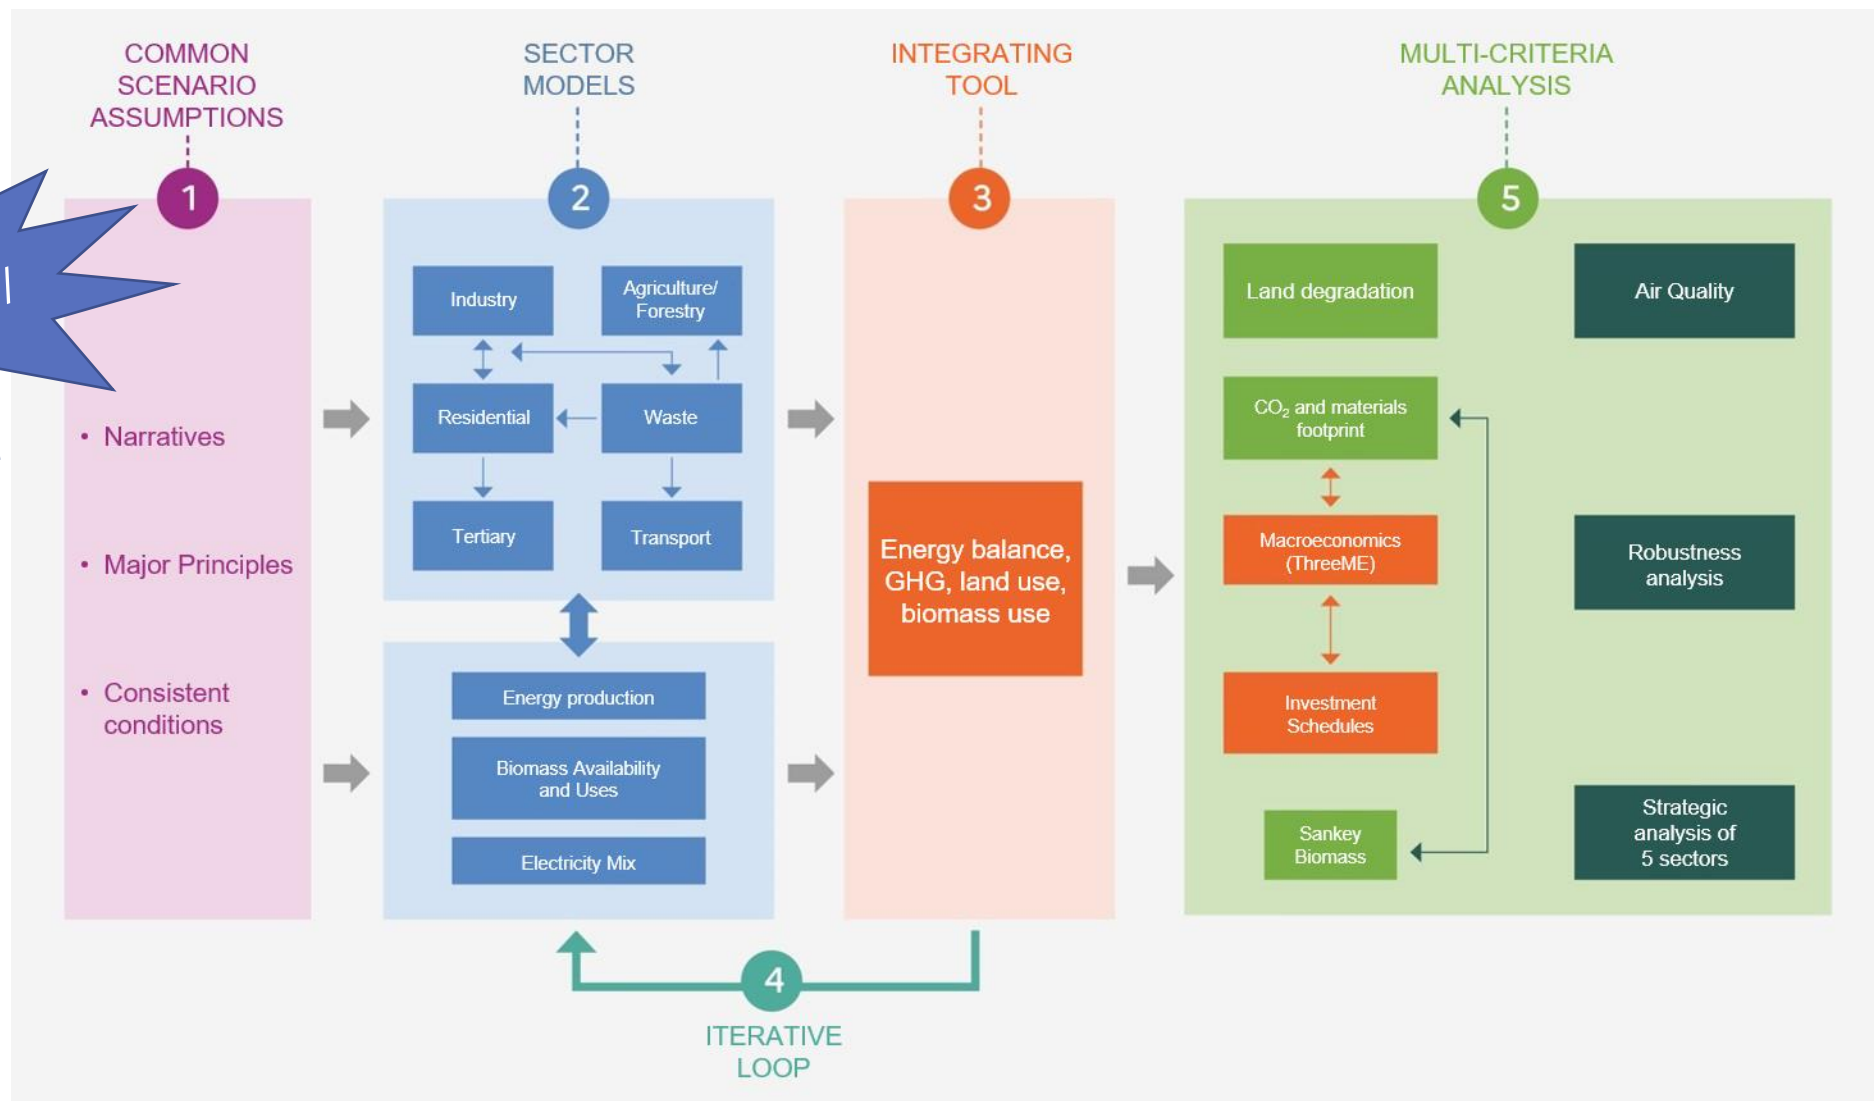 COMMON
SCENARIO
ASSUMPTIONS
1
• Narratives
• Major Principles
• Consistent
conditions
SECTOR
MODELS
2
Industry
Agriculture/
Forestry
Residential
Waste
Tertiary
Transport
Energy production
Biomass Availability
and Uses
Electricity Mix
INTEGRATING
TOOL
3
Energy balance,
GHG, land use,
biomass use
4
ITERATIVE
LOOP
MULTI-CRITERIA
ANALYSIS
5
Land degradation
Air Quality
CO₂ and materials
footprint
Macroeconomics
(ThreeME)
Robustness
analysis
Investment
Schedules
Sankey
Biomass
Strategic
analysis of
5 sectors